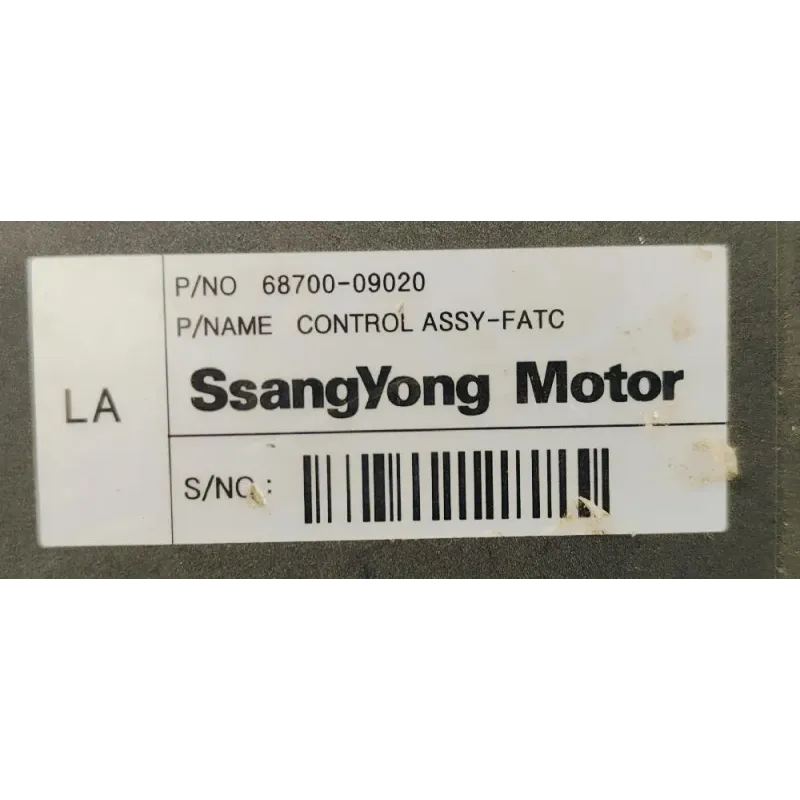 P/NO 68700-09020
P/NAME CONTROL ASSY-FATC
LA
SsangYong Motor
S/NO :